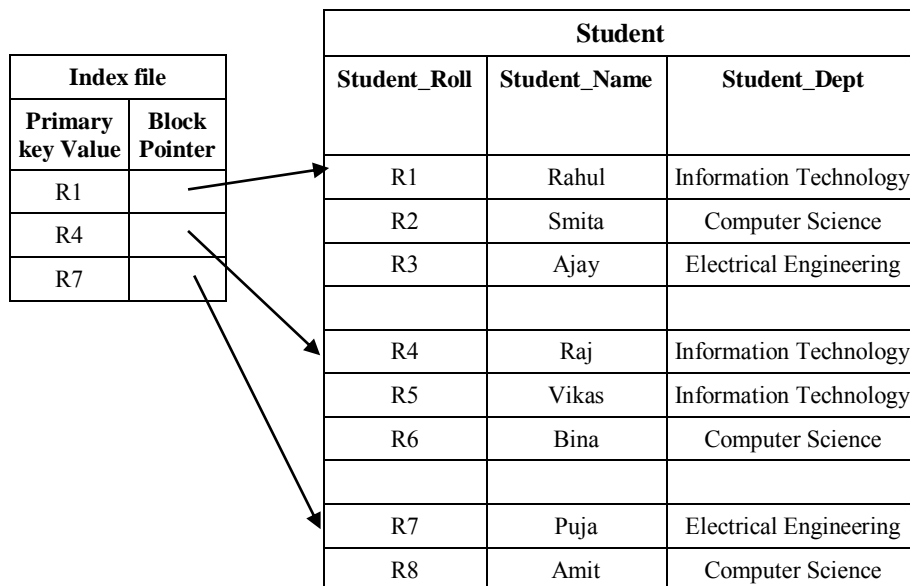 Index file
Primary key Value Block Pointer
R1
R4
R7
Student
Student_Roll Student_Name Student_Dept
R1 Rahul Information Technology
R2 Smita Computer Science
R3 Ajay Electrical Engineering
R4 Raj Information Technology
R5 Vikas Information Technology
R6 Bina Computer Science
R7 Puja Electrical Engineering
R8 Amit Computer Science